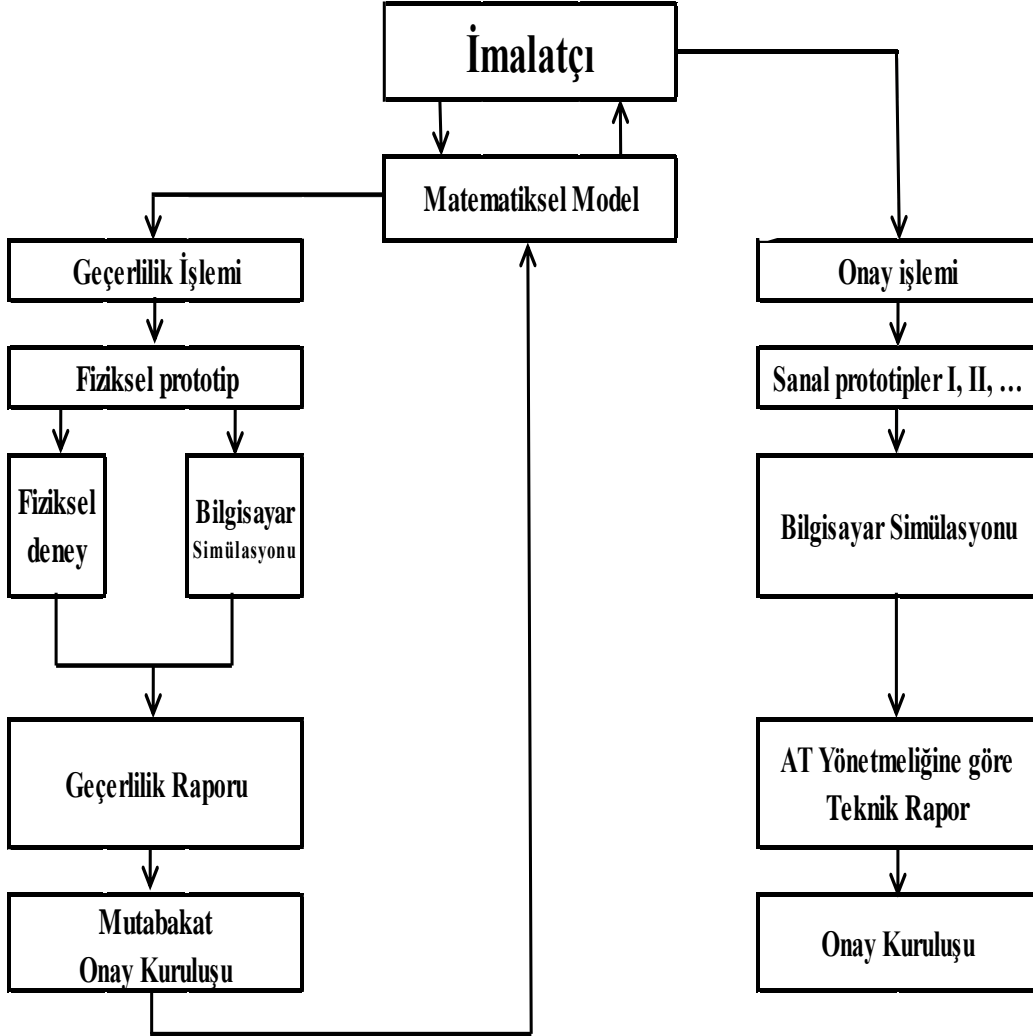 İmalatçı
Matematiksel Model
Geçerlilik İşlemi
Onay işlemi
Fiziksel prototip
Sanal prototipler I, II, …
Fiziksel
deney
Bilgisayar
Simülasyonu
Bilgisayar Simülasyonu
Geçerlilik Raporu
AT Yönetmeliğine göre
Teknik Rapor
Mutabakat
Onay Kuruluşu
Onay Kuruluşu